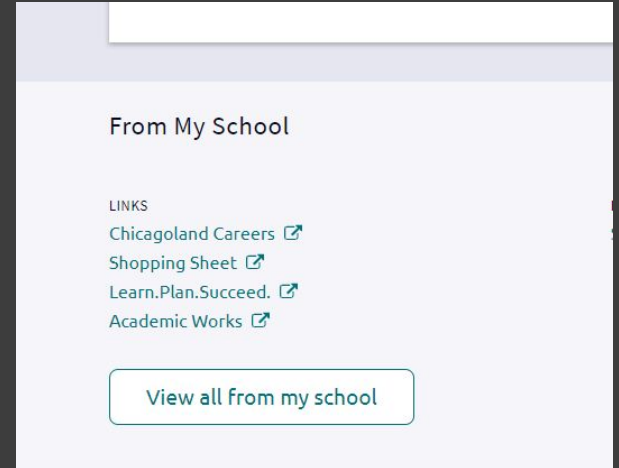 From My School
LINKS
Chicagoland Careers
Shopping Sheet
Learn.Plan.Succeed.
Academic Works
View all from my school